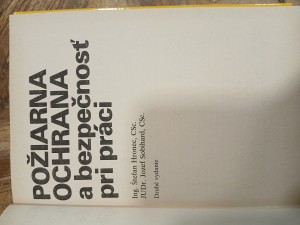 POŽIARNA
OCHRANA
a bezpečnosť
pri práci
Ing. Štefan Hronec, CSc.
JUDr. Jozef Sobihard, CSc.
Druhé vydanie